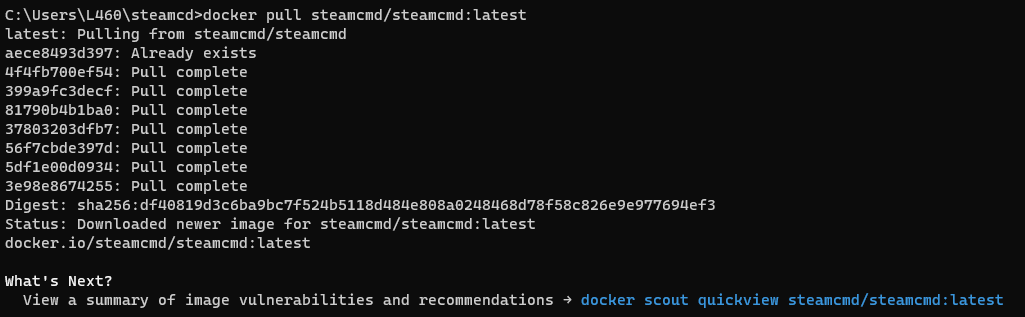 C:\Users\L460\steamcd>docker pull steamcmd/steamcmd:latest
latest: Pulling from steamcmd/steamcmd
aece8493d397: Already exists
4f4fb700ef54: Pull complete
399a9fc3decf: Pull complete
81790b4b1ba0: Pull complete
37803203dfb7: Pull complete
56f7cbde397d: Pull complete
5df1e00d0934: Pull complete
3e98e8674255: Pull complete
Digest: sha256:df40819d3c6ba9bc7f524b5118d484e808a0248468d78f58c826e9e977694ef3
Status: Downloaded newer image for steamcmd/steamcmd:latest
docker.io/steamcmd/steamcmd:latest
What's Next?
View a summary of image vulnerabilities and recommendations → docker scout quickview steamcmd/steamcmd:latest